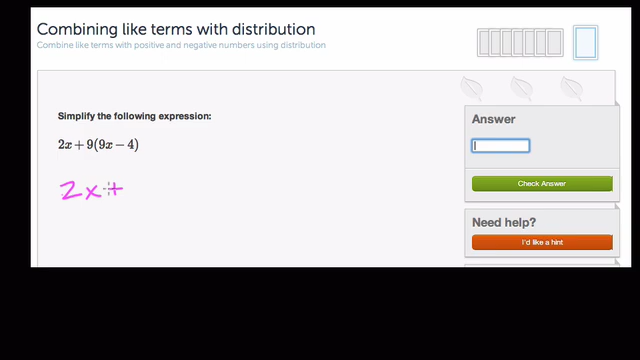 Combining like terms with distribution
Combine like terms with positive and negative numbers using distribution
Simplify the following expression:
2x + 9(9x − 4)
2x +
Answer
Check Answer
Need help?
I'd like a hint